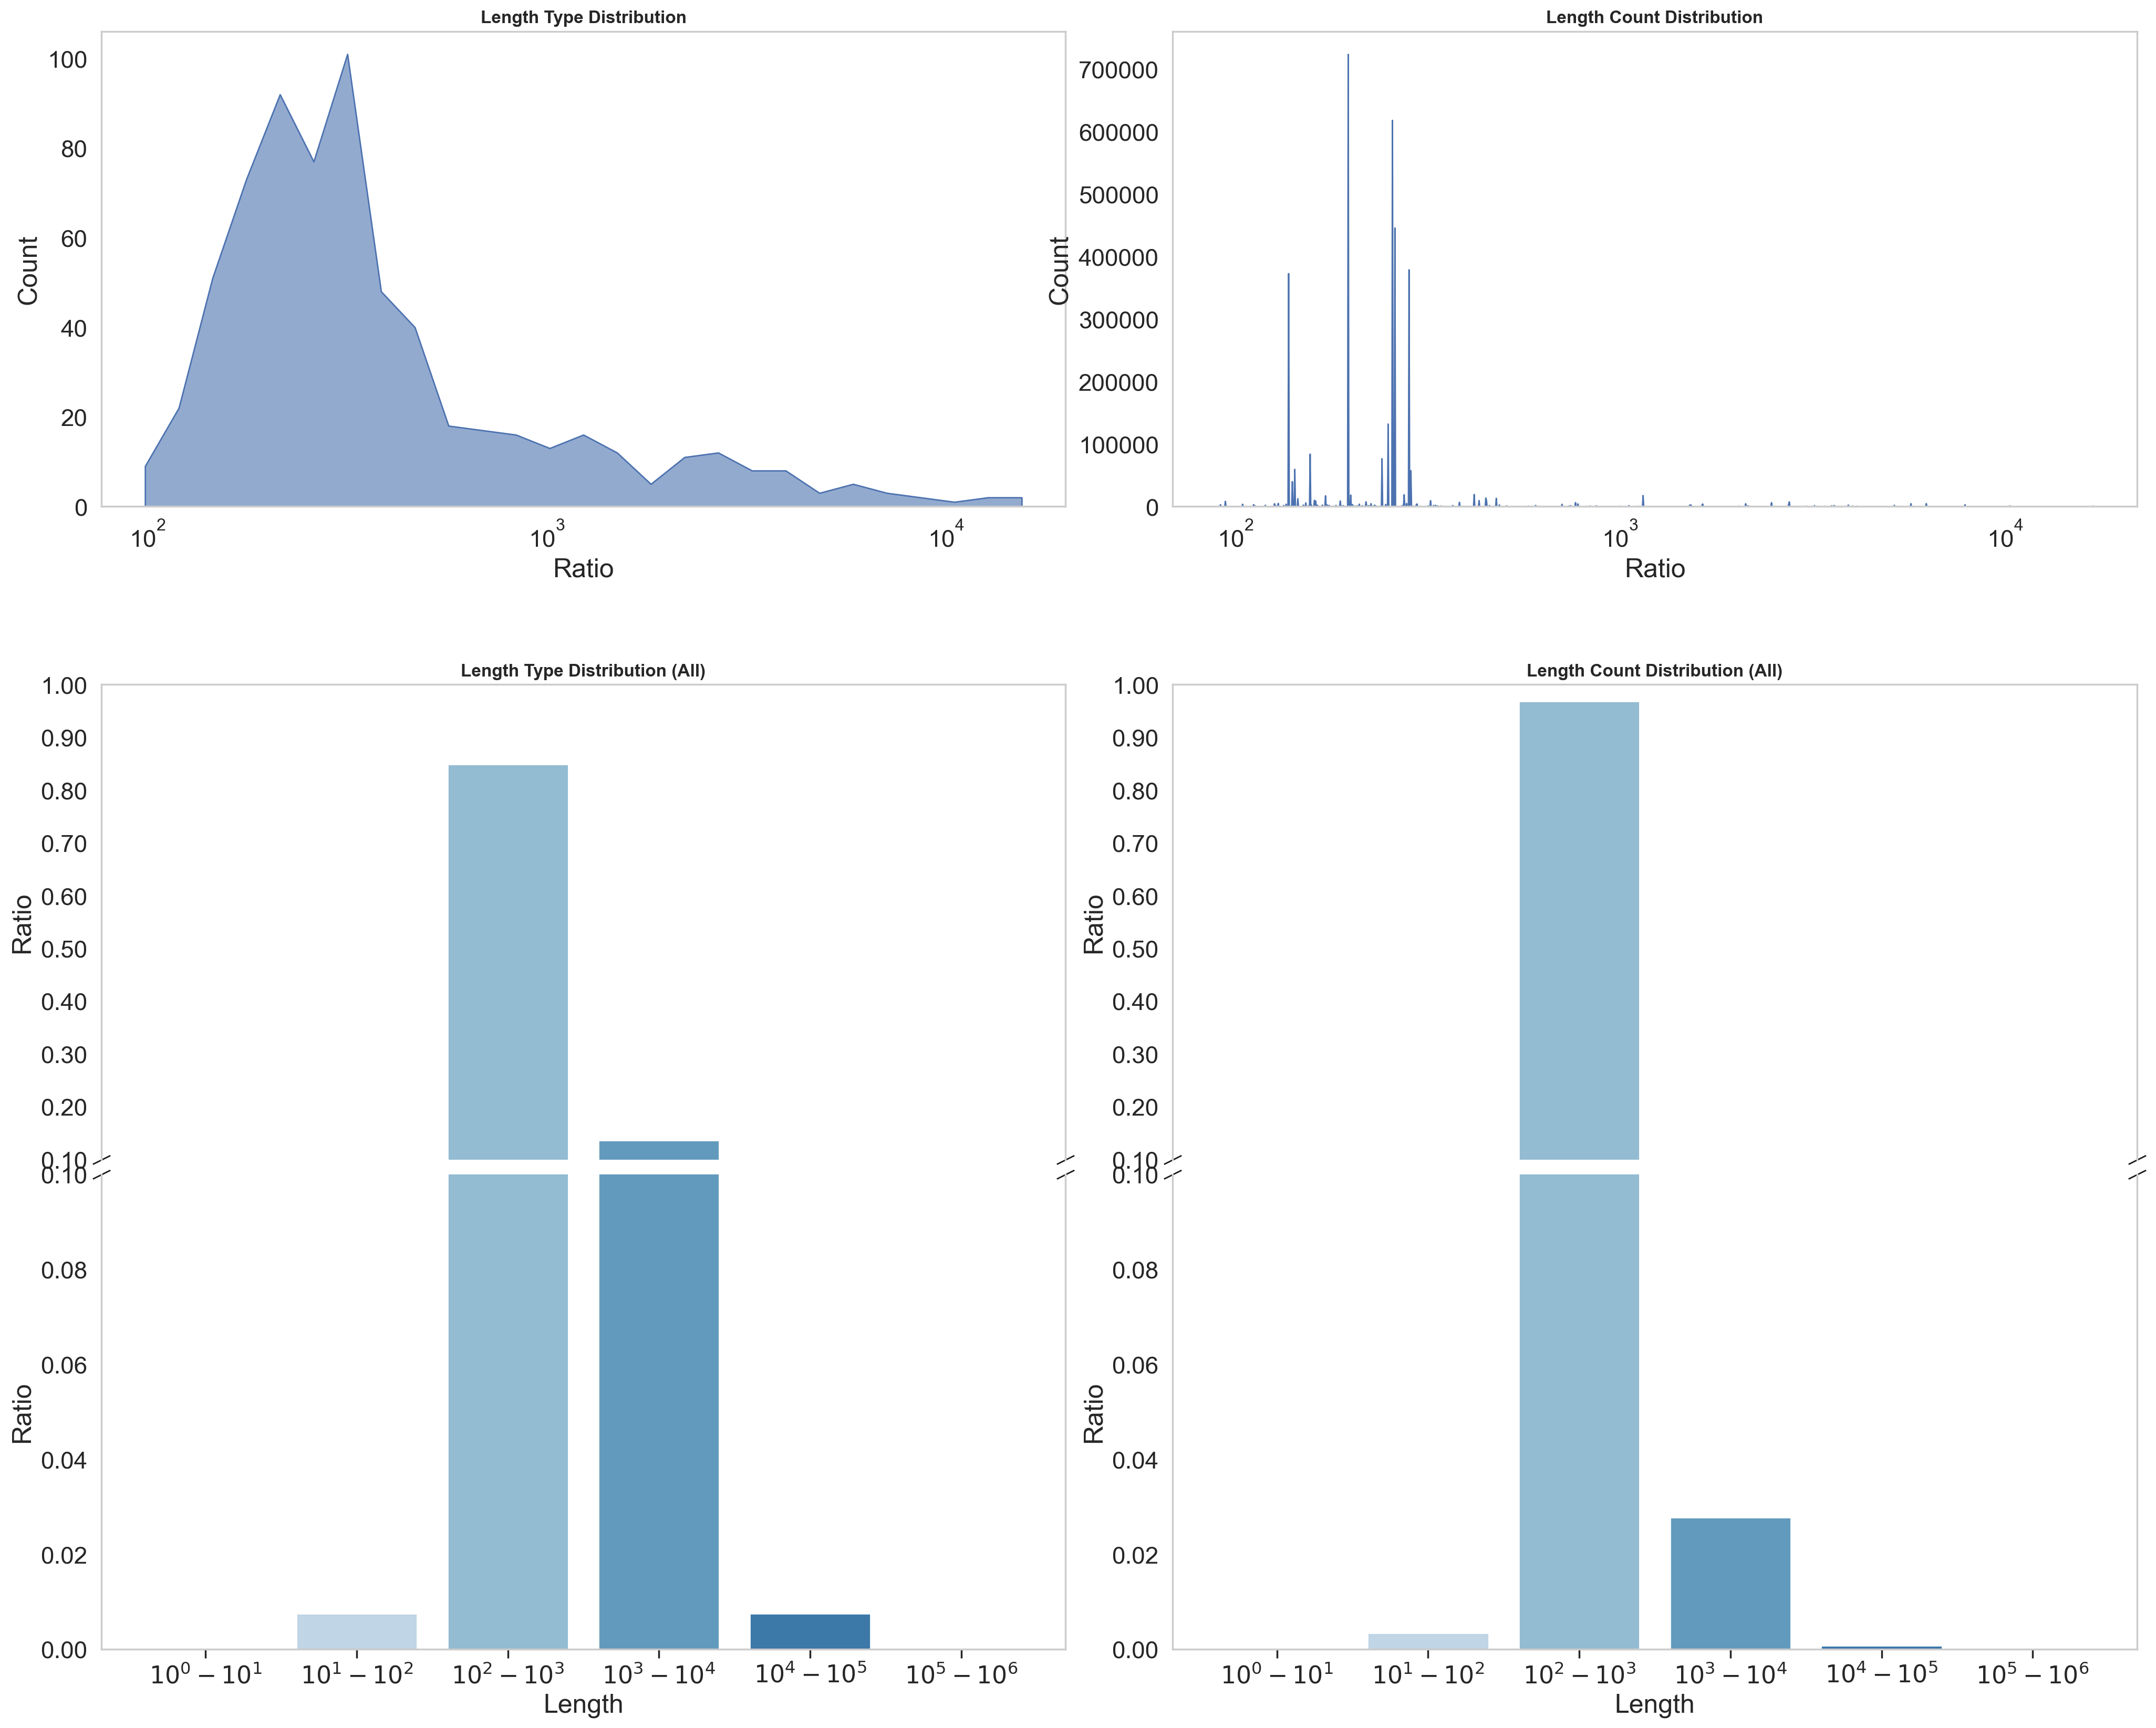 Length Type Distribution
100
80
60
40
20
0
Count
10^2
10^3
10^4
Ratio
Length Count Distribution
700000
600000
500000
400000
300000
200000
100000
0
Count
10^2
10^3
10^4
Ratio
Length Type Distribution (All)
1.00
0.90
0.80
0.70
0.60
0.50
0.40
0.30
0.20
0.10
Ratio
0.10
0.08
0.06
0.04
0.02
0.00
Ratio
10^0 − 10^1
10^1 − 10^2
10^2 − 10^3
10^3 − 10^4
10^4 − 10^5
10^5 − 10^6
Length
Length Count Distribution (All)
1.00
0.90
0.80
0.70
0.60
0.50
0.40
0.30
0.20
0.10
Ratio
0.10
0.08
0.06
0.04
0.02
0.00
Ratio
10^0 − 10^1
10^1 − 10^2
10^2 − 10^3
10^3 − 10^4
10^4 − 10^5
10^5 − 10^6
Length